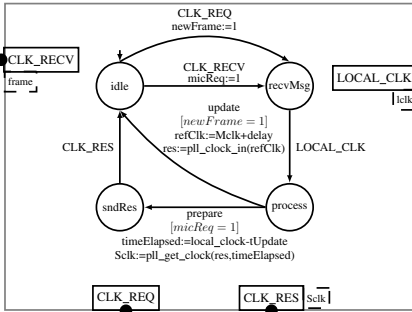 CLK_REQ
newFrame:=1
CLK_RECV
frame
CLK_RECV
micReq:=1
idle
recvMsg
LOCAL_CLK
lclk
update
[newFrame = 1]
refClk:=Mclk+delay
res:=pll_clock_in(refClk)
CLK_RES
LOCAL_CLK
sndRes
process
prepare
[micReq = 1]
timeElapsed:=local_clock-tUpdate
Sclk:=pll_get_clock(res,timeElapsed)
CLK_REQ
CLK_RES
Sclk